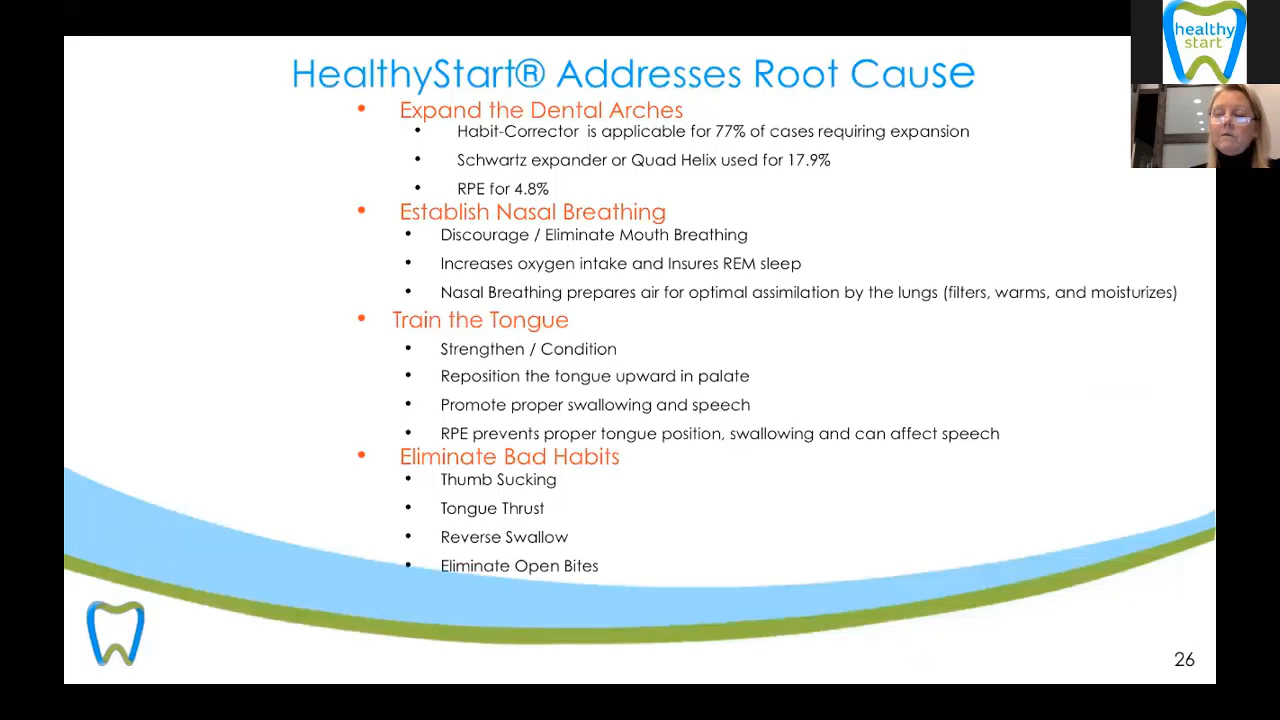 HealthyStart® Addresses Root Cause
healthy
start
• Expand the Dental Arches
• Habit-Corrector is applicable for 77% of cases requiring expansion
• Schwartz expander or Quad Helix used for 17.9%
• RPE for 4.8%
• Establish Nasal Breathing
• Discourage / Eliminate Mouth Breathing
• Increases oxygen intake and Insures REM sleep
• Nasal Breathing prepares air for optimal assimilation by the lungs (filters, warms, and moisturizes)
• Train the Tongue
• Strengthen / Condition
• Reposition the tongue upward in palate
• Promote proper swallowing and speech
• RPE prevents proper tongue position, swallowing and can affect speech
• Eliminate Bad Habits
• Thumb Sucking
• Tongue Thrust
• Reverse Swallow
• Eliminate Open Bites
26